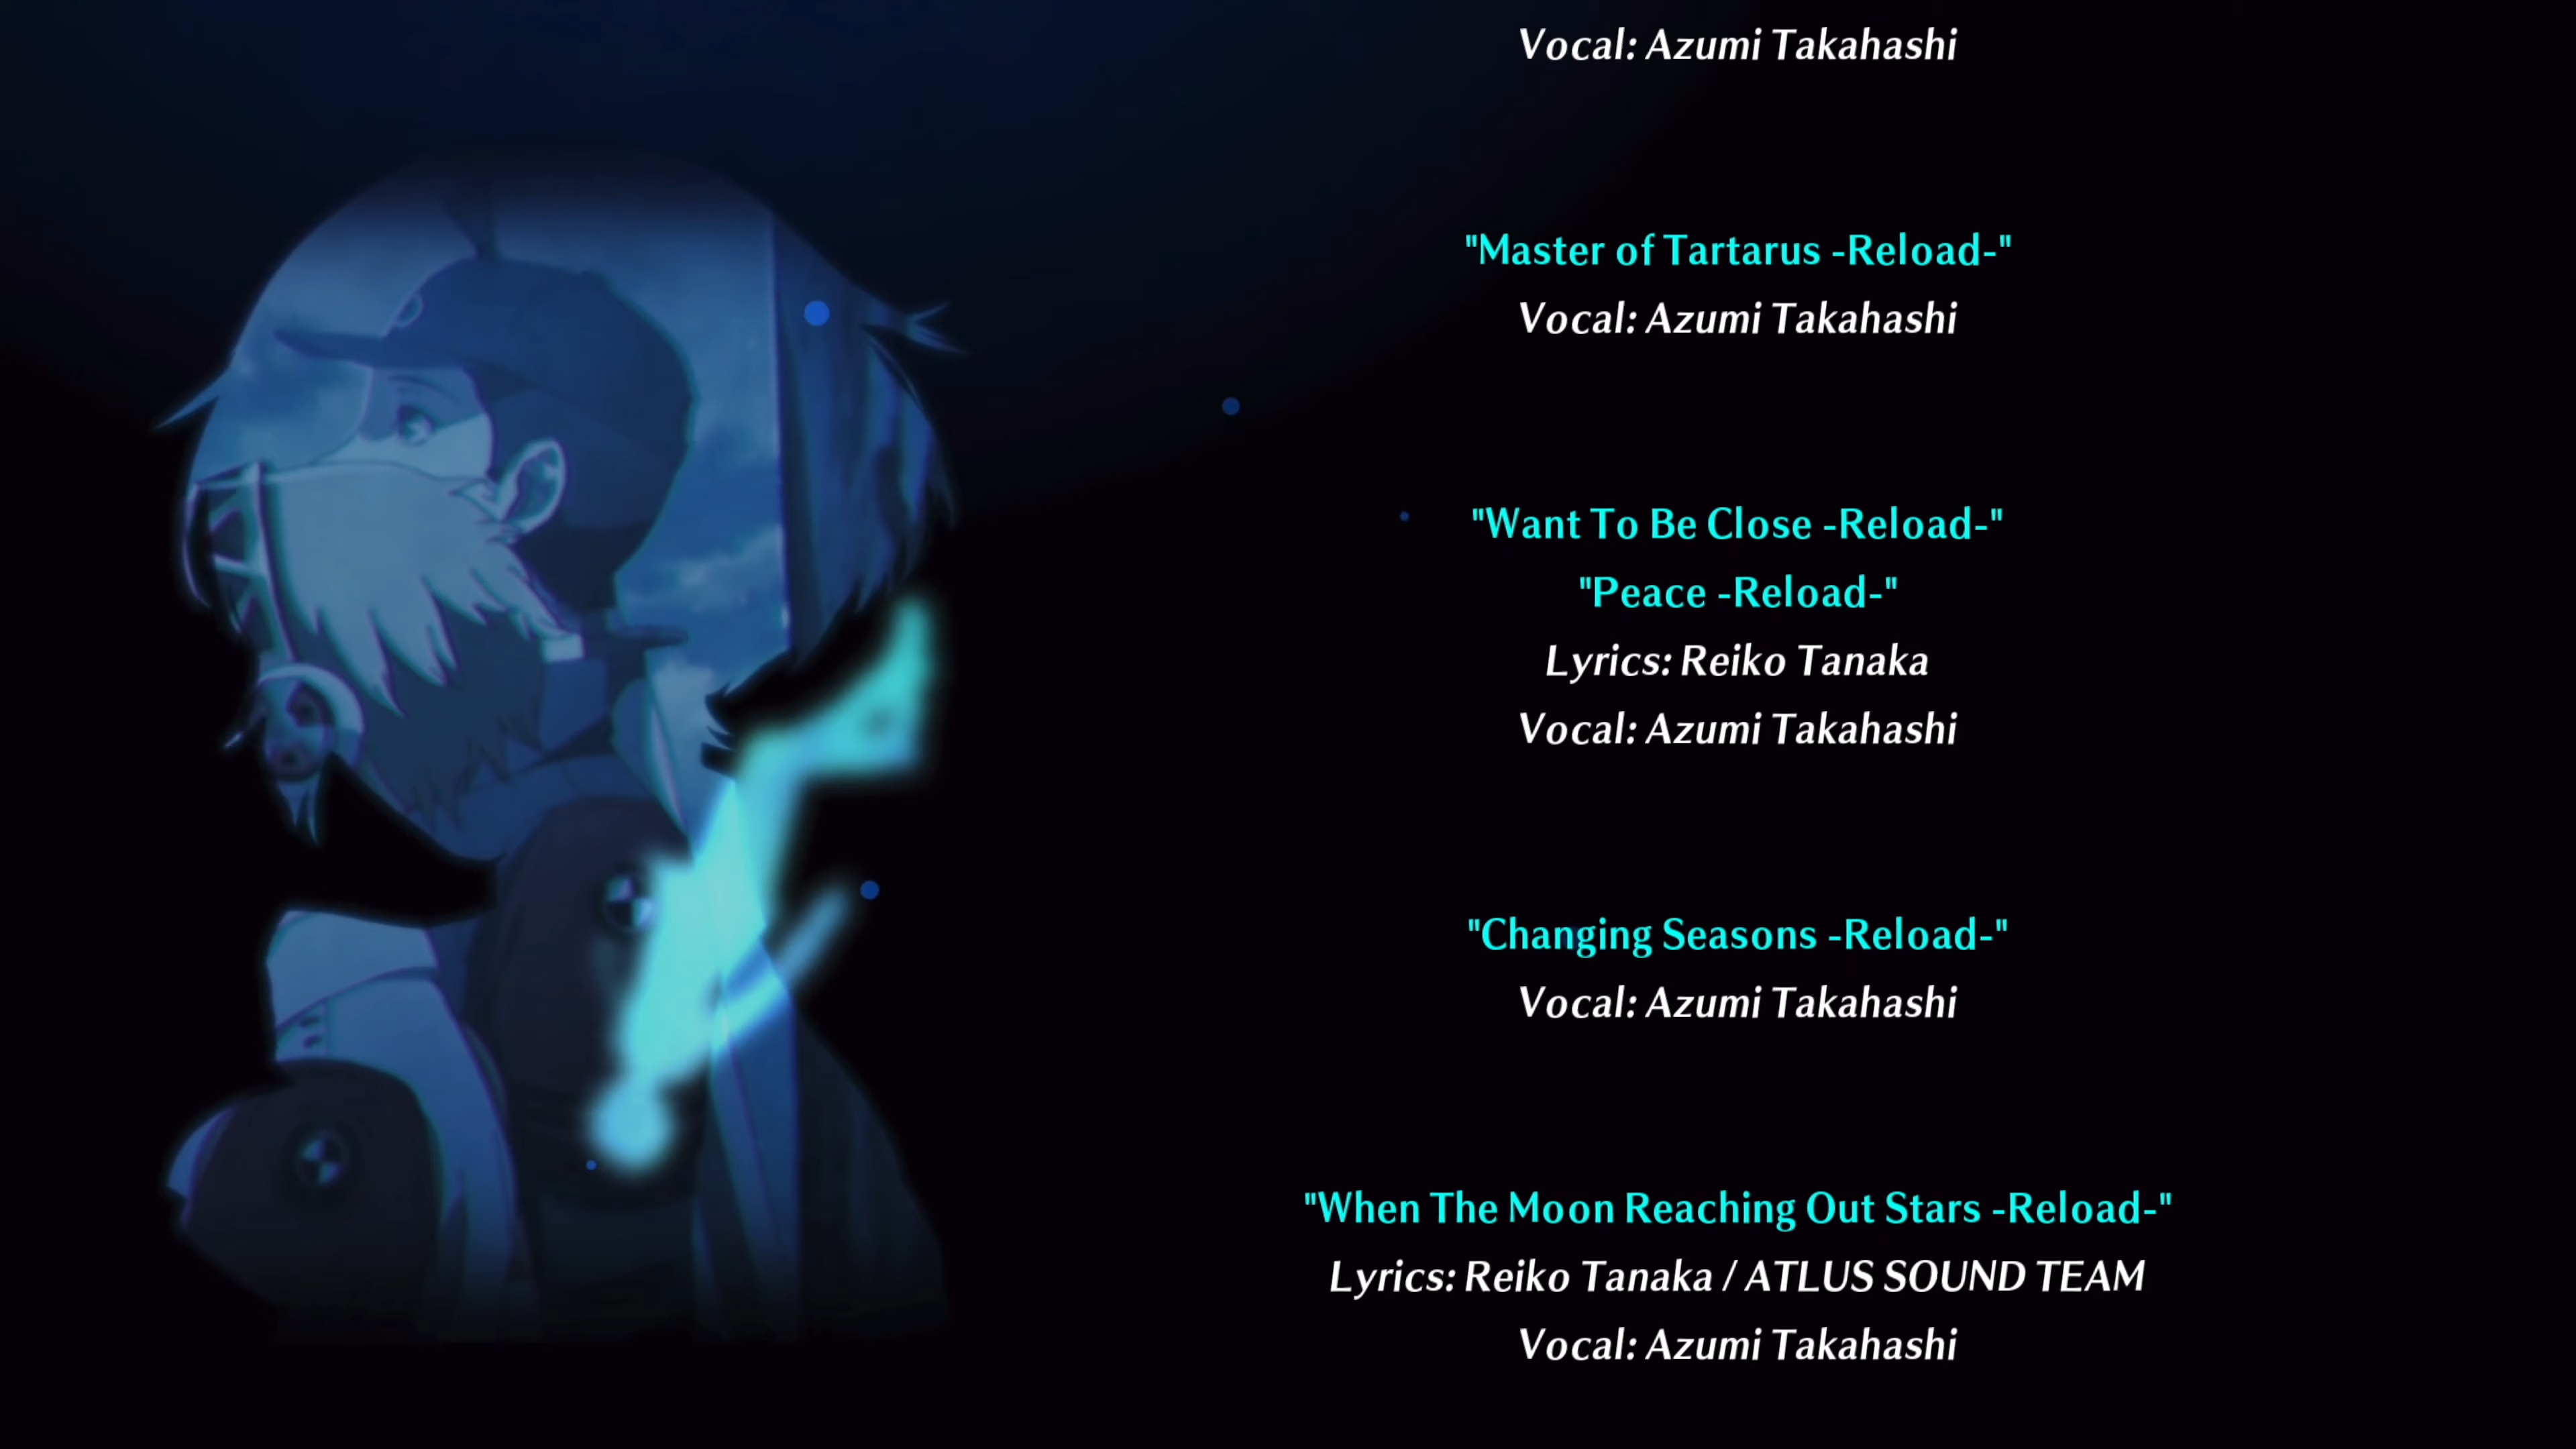 Vocal: Azumi Takahashi
"Master of Tartarus -Reload-"
Vocal: Azumi Takahashi
"Want To Be Close -Reload-"
"Peace -Reload-"
Lyrics: Reiko Tanaka
Vocal: Azumi Takahashi
"Changing Seasons -Reload-"
Vocal: Azumi Takahashi
"When The Moon Reaching Out Stars -Reload-"
Lyrics: Reiko Tanaka / ATLUS SOUND TEAM
Vocal: Azumi Takahashi